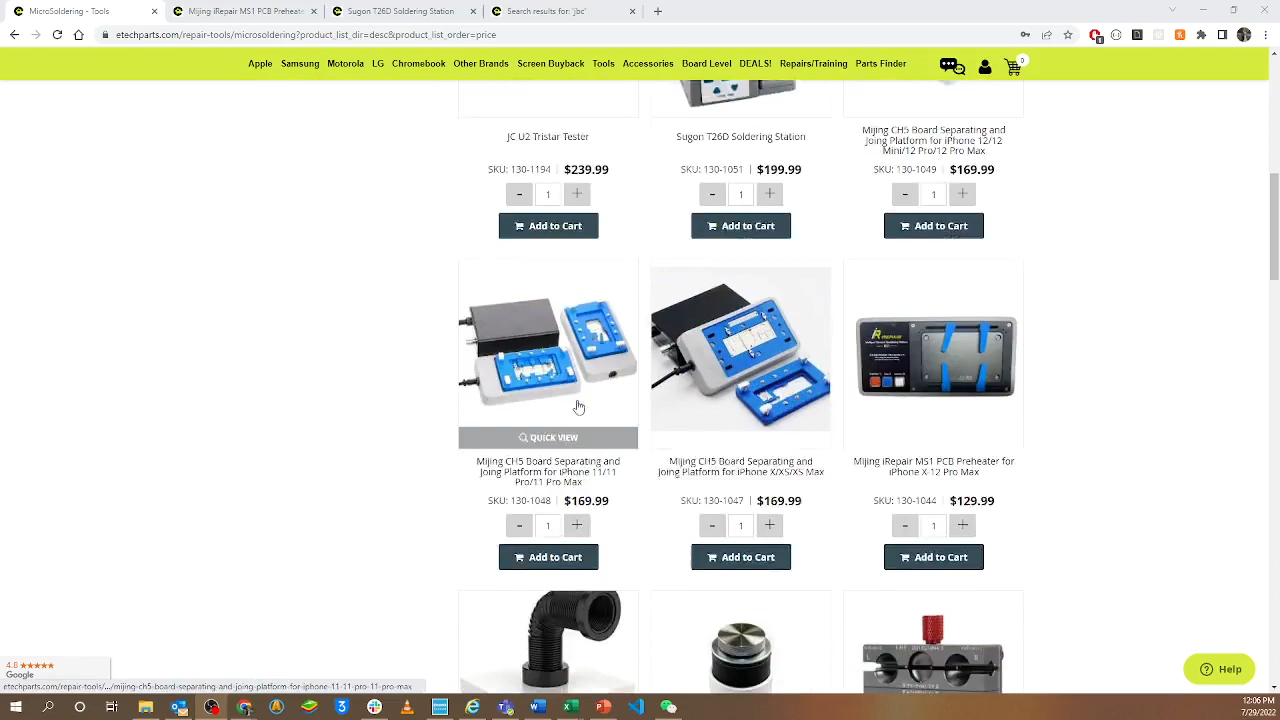 MicroSoldering - Tools
Mijing iRepair MS1 PCB Preheate
Sugon T26D Soldering Station
Search results for: 'jbc'
etechparts.com/repair-tools/microsoldering?product_list_dir=desc&product_list_order=price
Apple Samsung Motorola LG Chromebook Other Brands Screen Buyback Tools Accessories Board Level DEALS! Repairs/Training Parts Finder
0
JC U2 Tristar Tester
SKU: 130-1194 | $239.99
- 1 +
Add to Cart
Sugon T26D Soldering Station
SKU: 130-1051 | $199.99
- 1 +
Add to Cart
Mijing CH5 Board Separating and
Joing Platform for iPhone 12/12
Mini/12 Pro/12 Pro Max
SKU: 130-1049 | $169.99
- 1 +
Add to Cart
QUICK VIEW
Mijing CH5 Board Separating and
Joing Platform for iPhone 11/11
Pro/11 Pro Max
SKU: 130-1048 | $169.99
- 1 +
Add to Cart
Mijing CH5 Board Separating and
Joing Platform for iPhone X/XS/XS Max
SKU: 130-1047 | $169.99
- 1 +
Add to Cart
Mijing iRepair MS1 PCB Preheater for
iPhone X-12 Pro Max
SKU: 130-1044 | $129.99
- 1 +
Add to Cart
4.8 ★★★★★
Google
Help
12:06 PM
7/29/2022